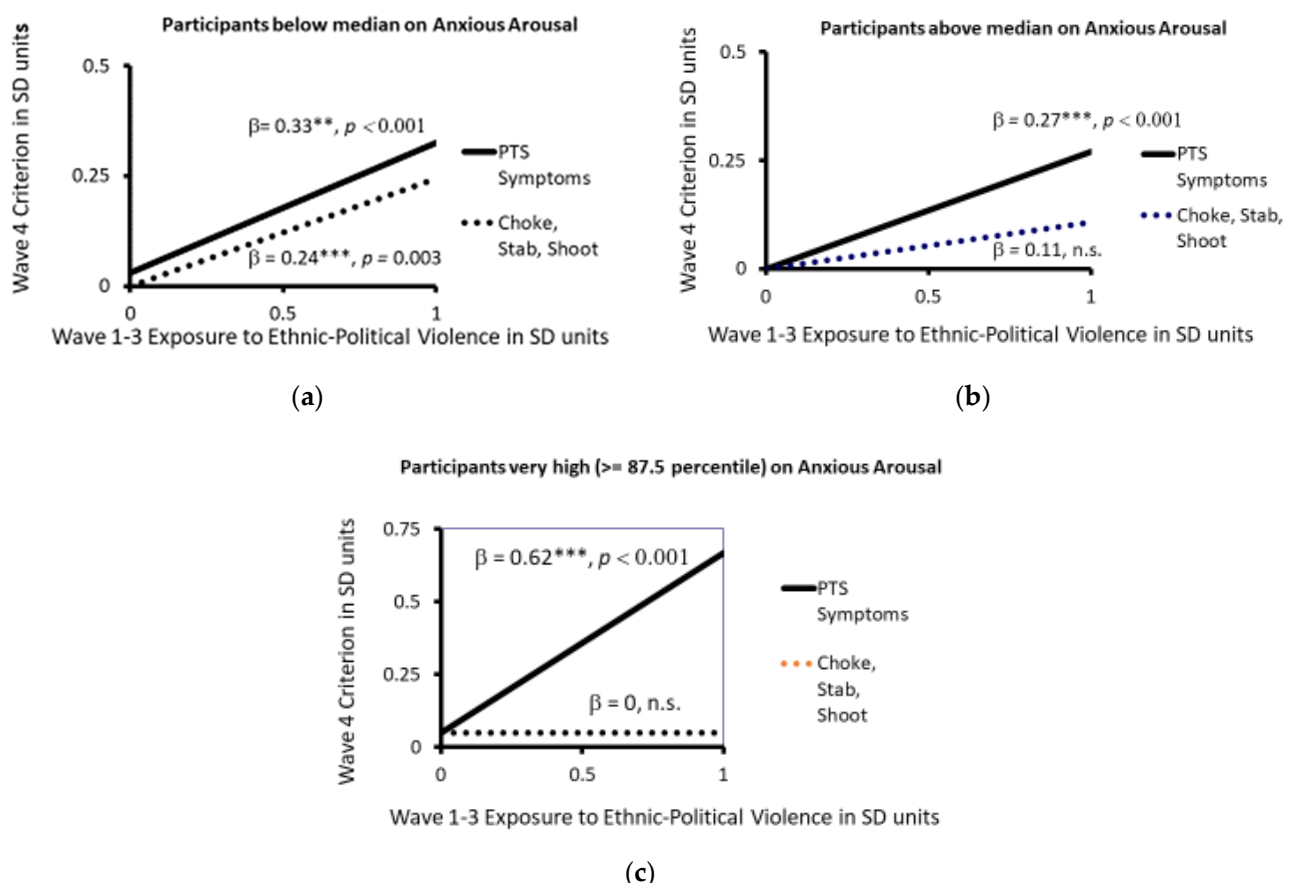 (a)
Participants below median on Anxious Arousal
Wave 4 Criterion in SD units
0.5
0.25
0
β= 0.33**, p < 0.001
β = 0.24***, p = 0.003
PTS
Symptoms
Choke,
Stab, Shoot
0 0.5 1
Wave 1-3 Exposure to Ethnic-Political Violence in SD units
(a)
(b)
Participants above median on Anxious Arousal
Wave 4 Criterion in SD units
0.5
0.25
0
β = 0.27***, p < 0.001
β = 0.11, n.s.
PTS
Symptoms
Choke, Stab,
Shoot
0 0.5 1
Wave 1-3 Exposure to Ethnic-Political Violence in SD units
(b)
Participants very high (>= 87.5 percentile) on Anxious Arousal
Wave 4 Criterion in SD units
0.75
0.5
0.25
0
β = 0.62***, p < 0.001
β = 0, n.s.
PTS
Symptoms
Choke,
Stab,
Shoot
0 0.5 1
Wave 1-3 Exposure to Ethnic-Political Violence in SD units
(c)